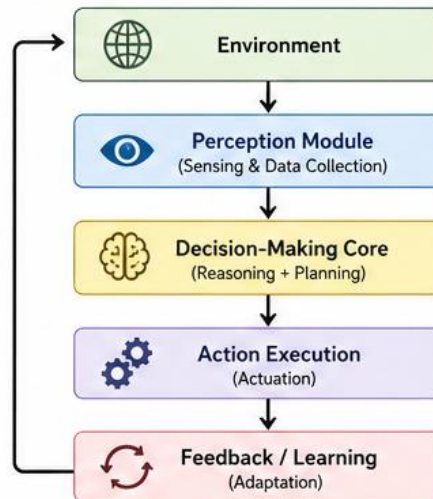 Environment
Perception Module
(Sensing & Data Collection)
Decision-Making Core
(Reasoning + Planning)
Action Execution
(Actuation)
Feedback / Learning
(Adaptation)